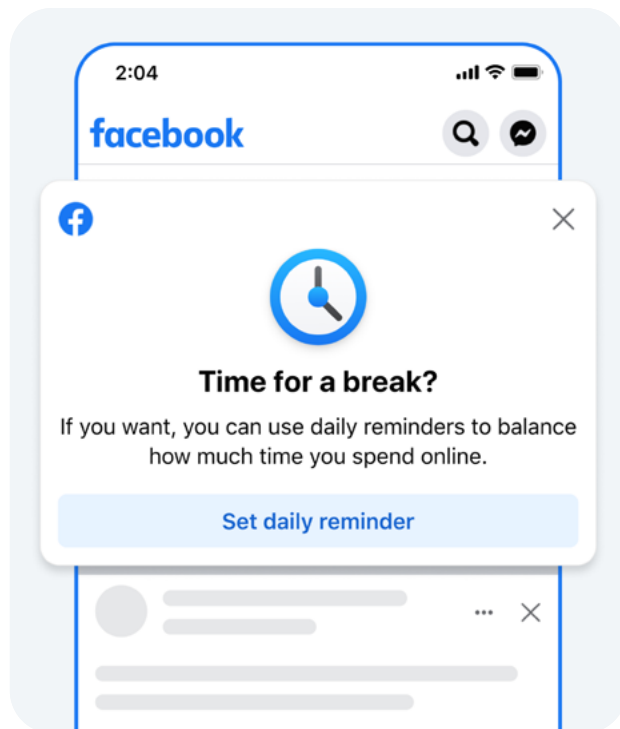 2:04
facebook
Time for a break?
If you want, you can use daily reminders to balance
how much time you spend online.
Set daily reminder